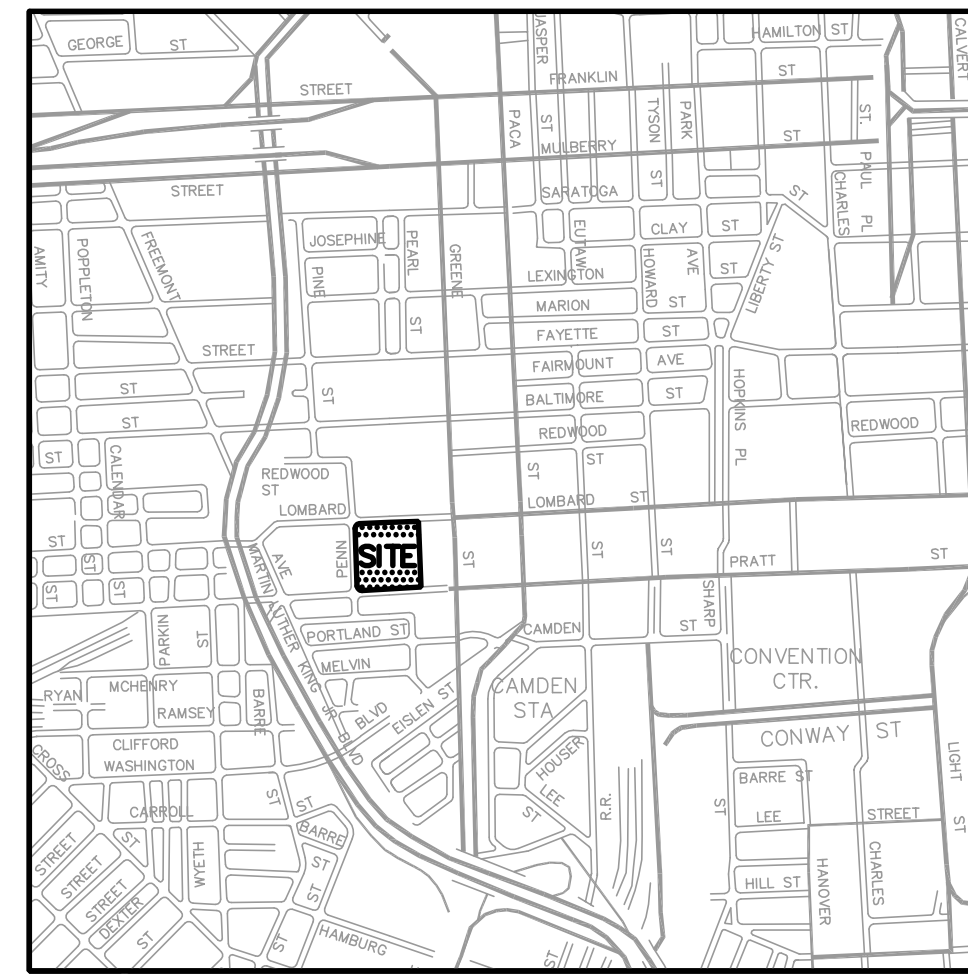 GEORGE ST
JASPER
ST
HAMILTON ST
CALVERT
STREET
FRANKLIN
ST
PACA
TYSON
ST
PARK
AVE
ST.
PAUL
PL
MULBERRY
ST
STREET
SARATOGA
ST
CHARLES
AMITY
POPPLETON
FREEMONT
JOSEPHINE
PEARL
ST
GREENE
EUTAW
CLAY ST
PINE
ST
LEXINGTON
ST
HOWARD
LIBERTY ST
MARION
ST
FAYETTE
ST
STREET
FAIRMOUNT
AVE
ST
BALTIMORE
ST
HOPKINS
PL
ST
REDWOOD
ST
REDWOOD
ST
CALENDAR
ST
REDWOOD
ST
ST
LOMBARD
LOMBARD ST
ST
PENN
SITE
ST
ST
ST
PRATT
ST
MARTIN LUTHER KING JR BLVD
AVE
ST
ST
ST
SHARP
ST
PARKIN
ST
PORTLAND ST
CAMDEN
MELVIN
CONVENTION
CTR.
RYAN
MCHENRY
RAMSEY
BARRE
ST
CAMDEN
STA
BLVD
EISLEN ST
CONWAY ST
CROSS
CLIFFORD
WASHINGTON
HOUSER
LEE
ST
BARRE ST
LIGHT
ST
CARROLL
ST
ST
BARRE
ST
R.R.
ST
LEE
STREET
STREET
STREET
STREET
DEXTER
ST
WYETH
ST
ST
HILL ST
HANOVER
CHARLES
HAMBURG
ST